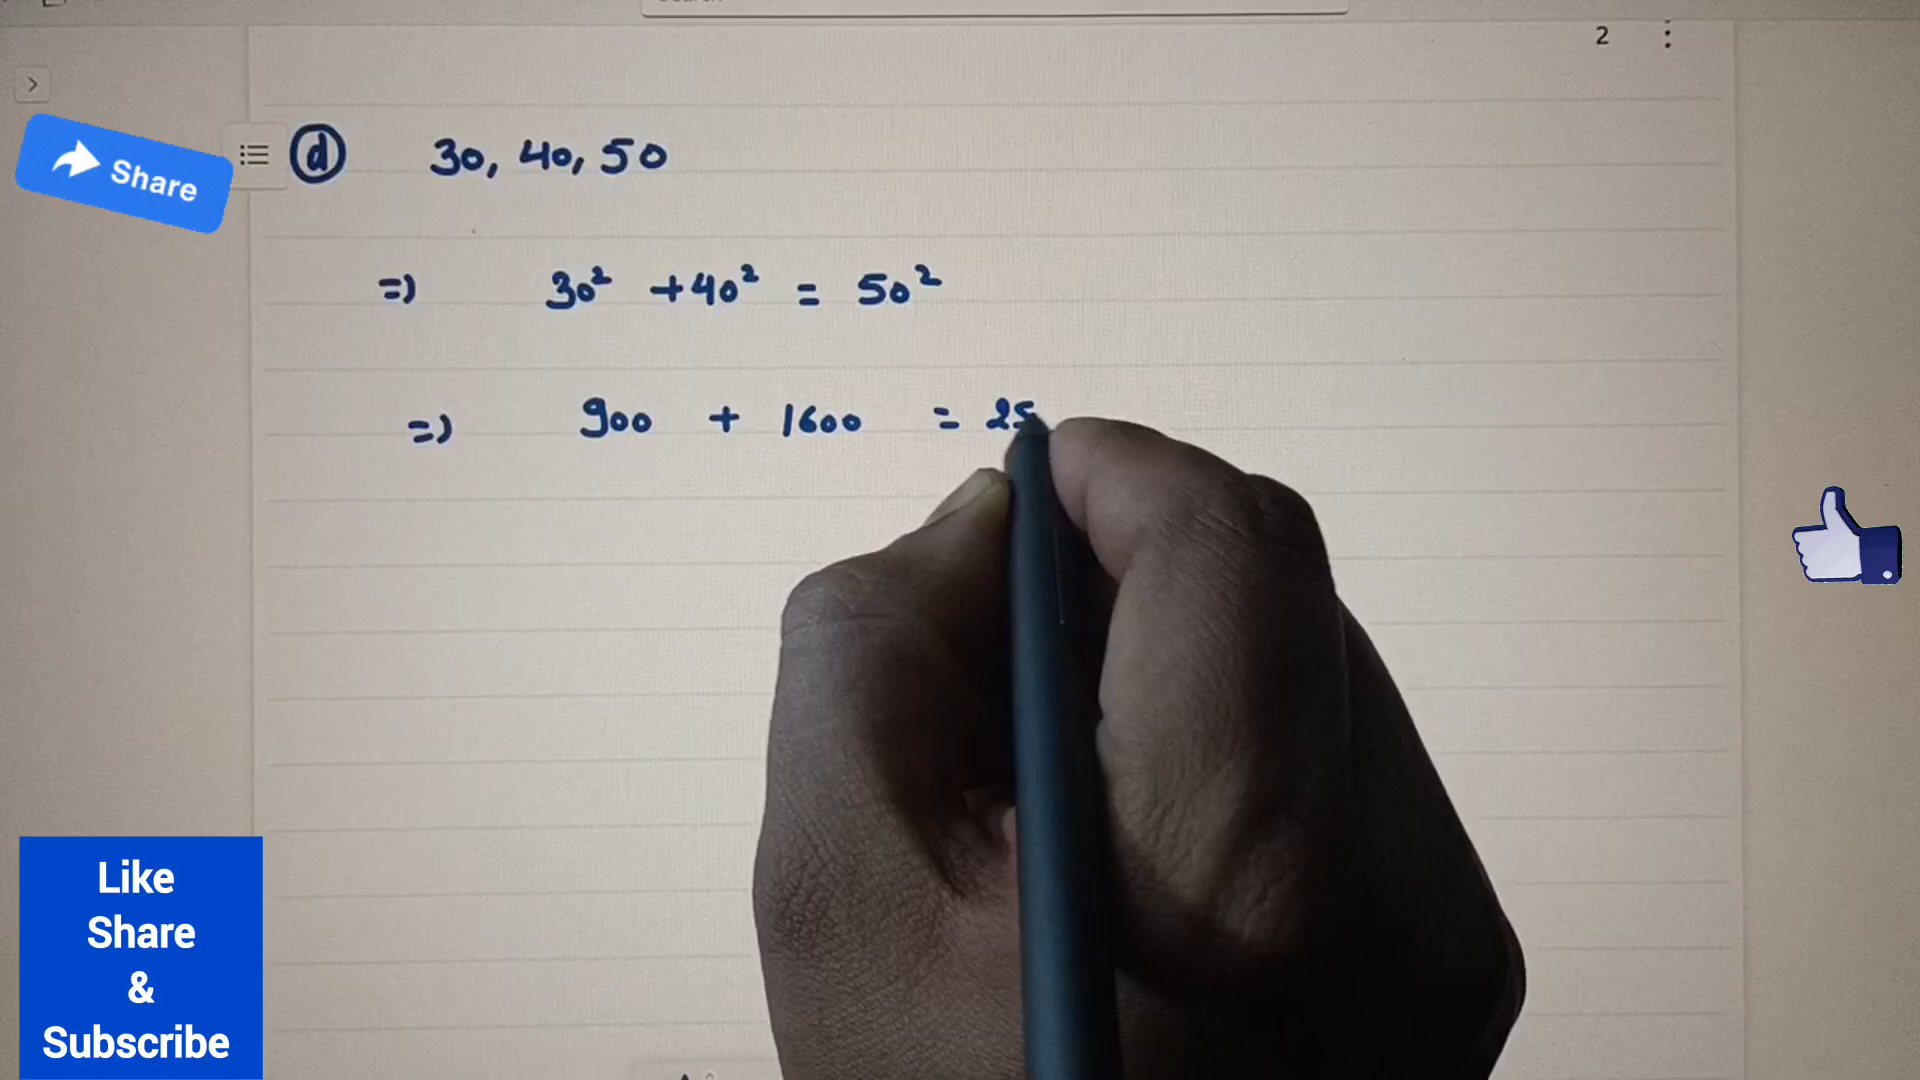 2
Share
ⓓ 30, 40, 50
=) 30² + 40² = 50²
=) 900 + 1600 = 25
Like
Share
&
Subscribe